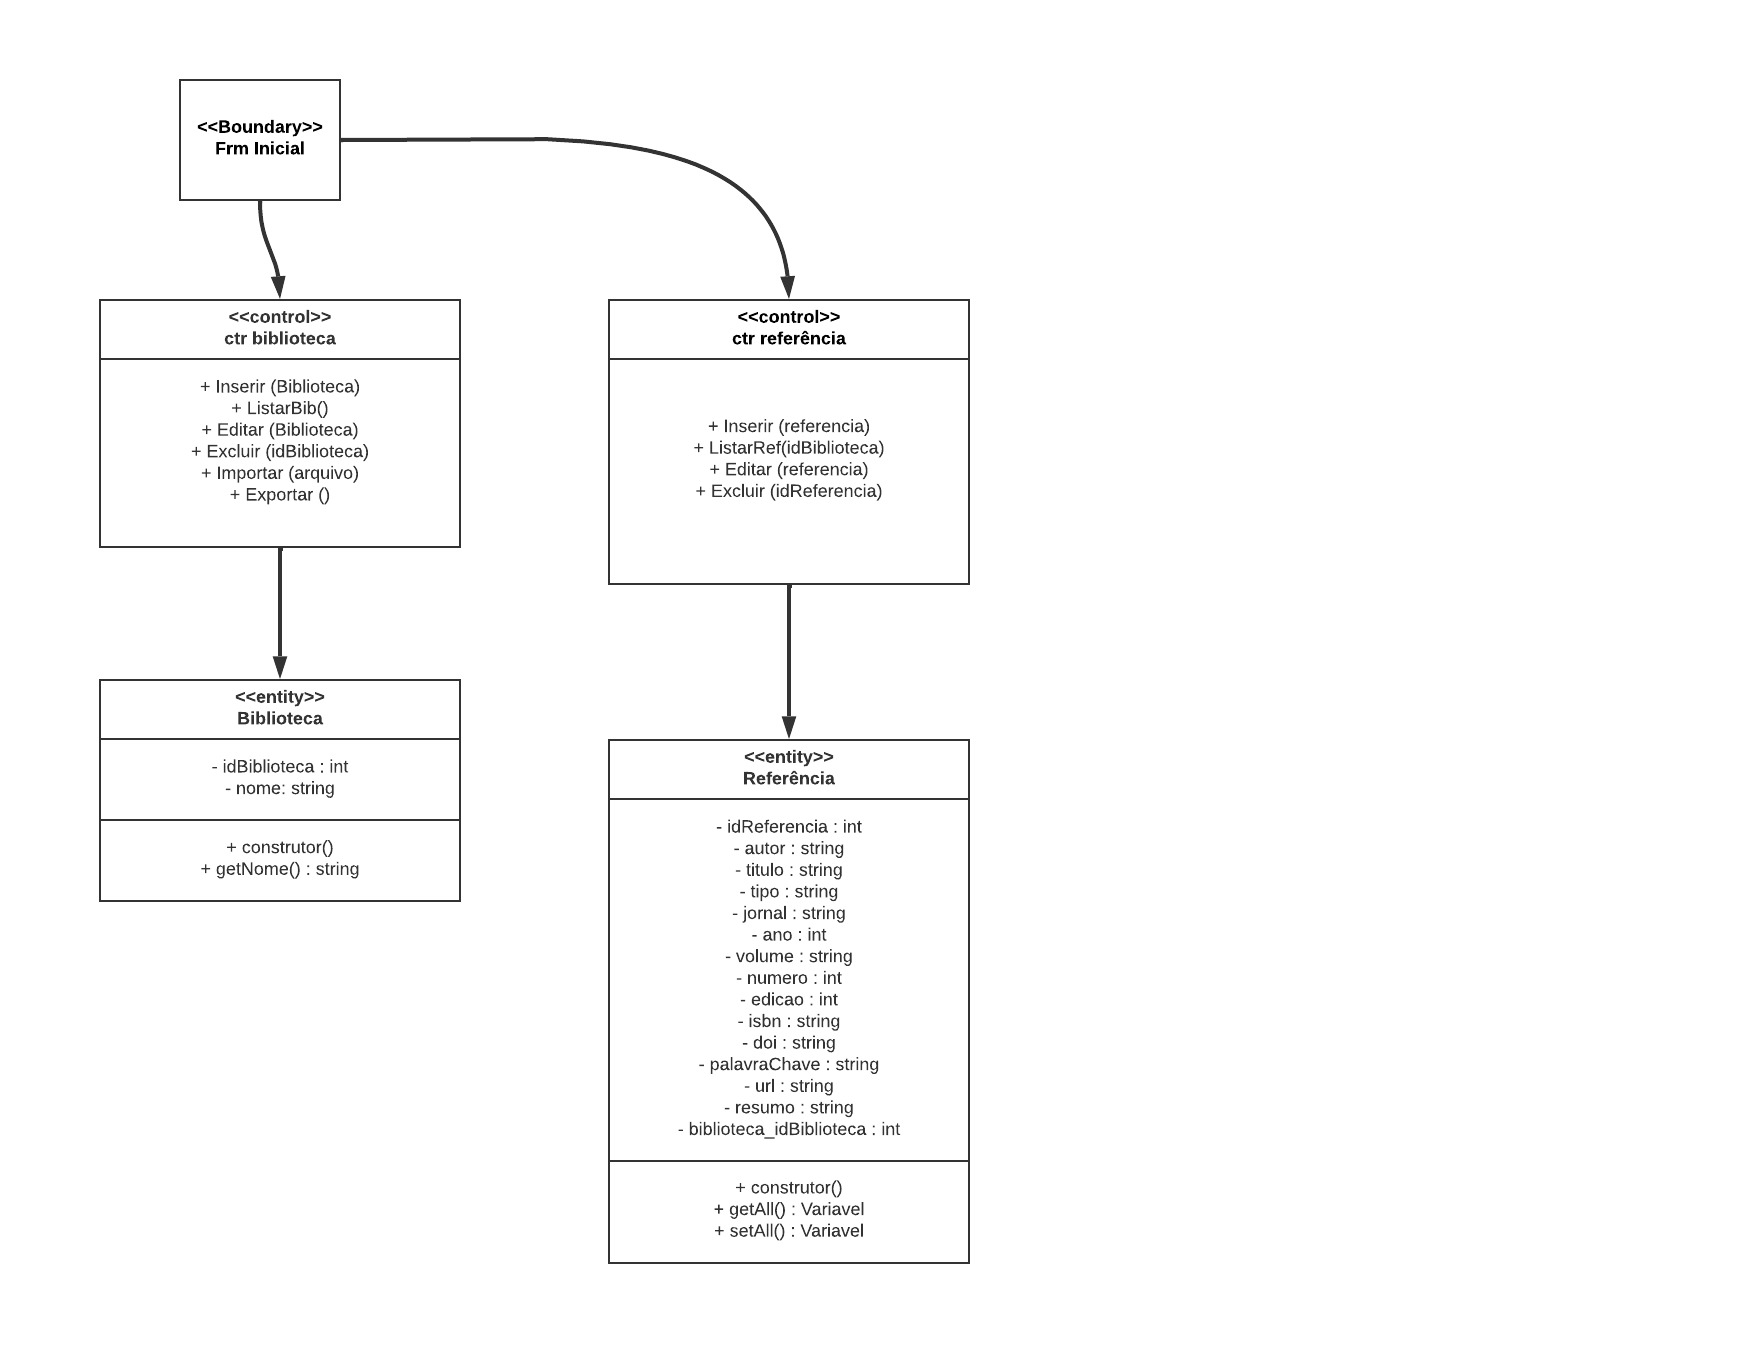 <<Boundary>>
Frm Inicial
<<control>>
ctr biblioteca
+ Inserir (Biblioteca)
+ ListarBib()
+ Editar (Biblioteca)
+ Excluir (idBiblioteca)
+ Importar (arquivo)
+ Exportar ()
<<control>>
ctr referência
+ Inserir (referencia)
+ ListarRef(idBiblioteca)
+ Editar (referencia)
+ Excluir (idReferencia)
<<entity>>
Biblioteca
- idBiblioteca : int
- nome: string
+ construtor()
+ getNome() : string
<<entity>>
Referência
- idReferencia : int
- autor : string
- titulo : string
- tipo : string
- jornal : string
- ano : int
- volume : string
- numero : int
- edicao : int
- isbn : string
- doi : string
- palavraChave : string
- url : string
- resumo : string
- biblioteca_idBiblioteca : int
+ construtor()
+ getAll() : Variavel
+ setAll() : Variavel